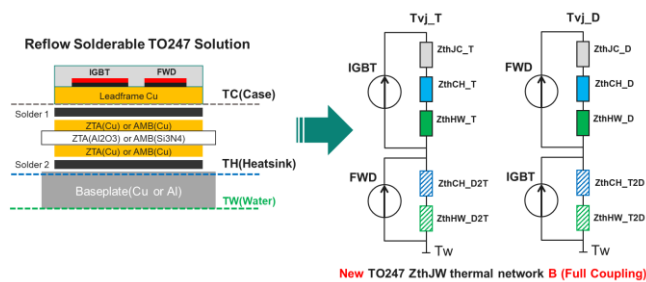 Reflow Solderable TO247 Solution
IGBT
FWD
Leadframe Cu
TC(Case)
Solder 1
ZTA(Cu) or AMB(Cu)
ZTA(Al2O3) or AMB(Si3N4)
ZTA(Cu) or AMB(Cu)
Solder 2
TH(Heatsink)
Baseplate(Cu or Al)
TW(Water)
Tvj_T
IGBT
ZthJC_T
ZthCH_T
ZthHW_T
FWD
ZthCH_D2T
ZthHW_D2T
Tw
Tvj_D
FWD
ZthJC_D
ZthCH_D
ZthHW_D
IGBT
ZthCH_T2D
ZthHW_T2D
Tw
New TO247 ZthJW thermal network B (Full Coupling)